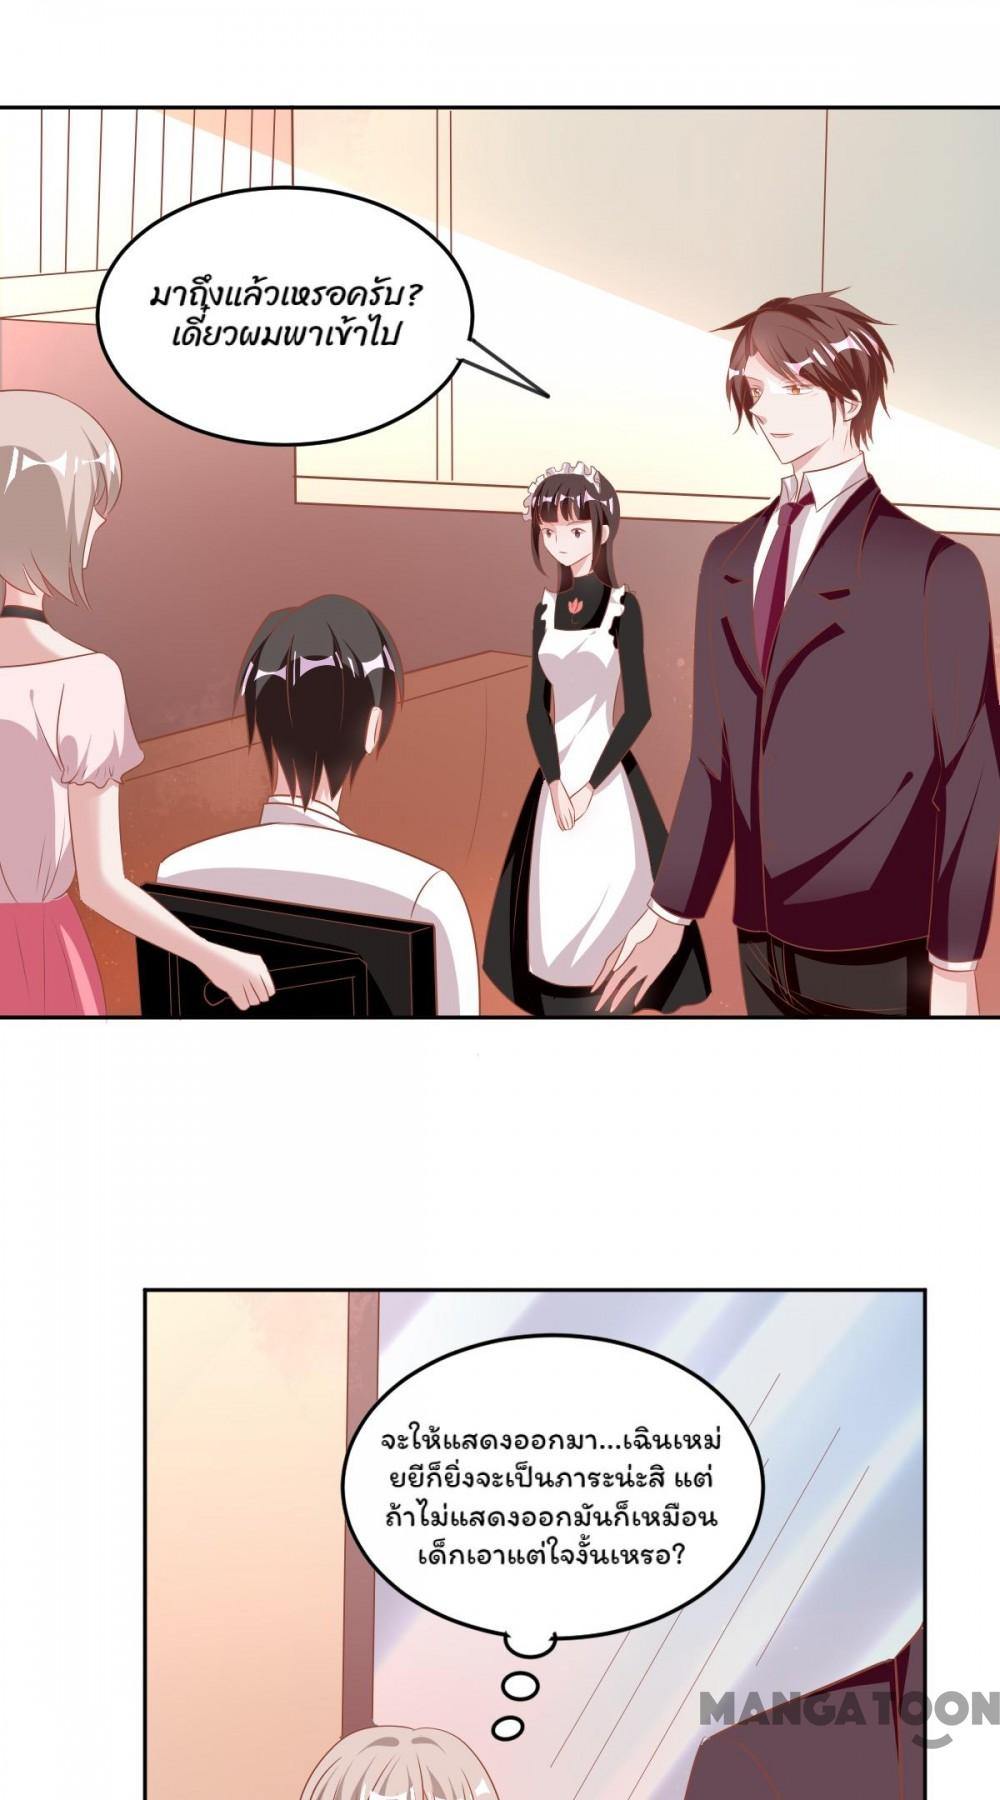 มาถึงแล้วเหรอครับ?
เดี๋ยวผมพาเข้าไป
จะให้แสดงออกมา...เฉินเหม่
ยยีก็ยิ่งจะเป็นภาระน่ะสิ แต่
ถ้าไม่แสดงออกมันก็เหมือน
เด็กเอาแต่ใจงั้นเหรอ?
MANGATOON